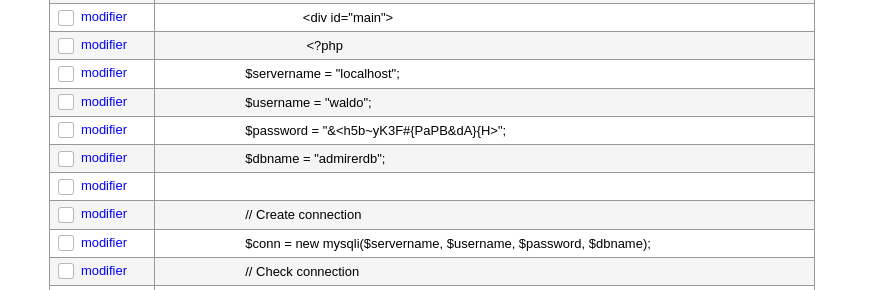 modifier <div id="main">
modifier <?php
modifier $servername = "localhost";
modifier $username = "waldo";
modifier $password = "&<h5b~yK3F#{PaPB&dA}{H>";
modifier $dbname = "admirerdb";
modifier
modifier // Create connection
modifier $conn = new mysqli($servername, $username, $password, $dbname);
modifier // Check connection